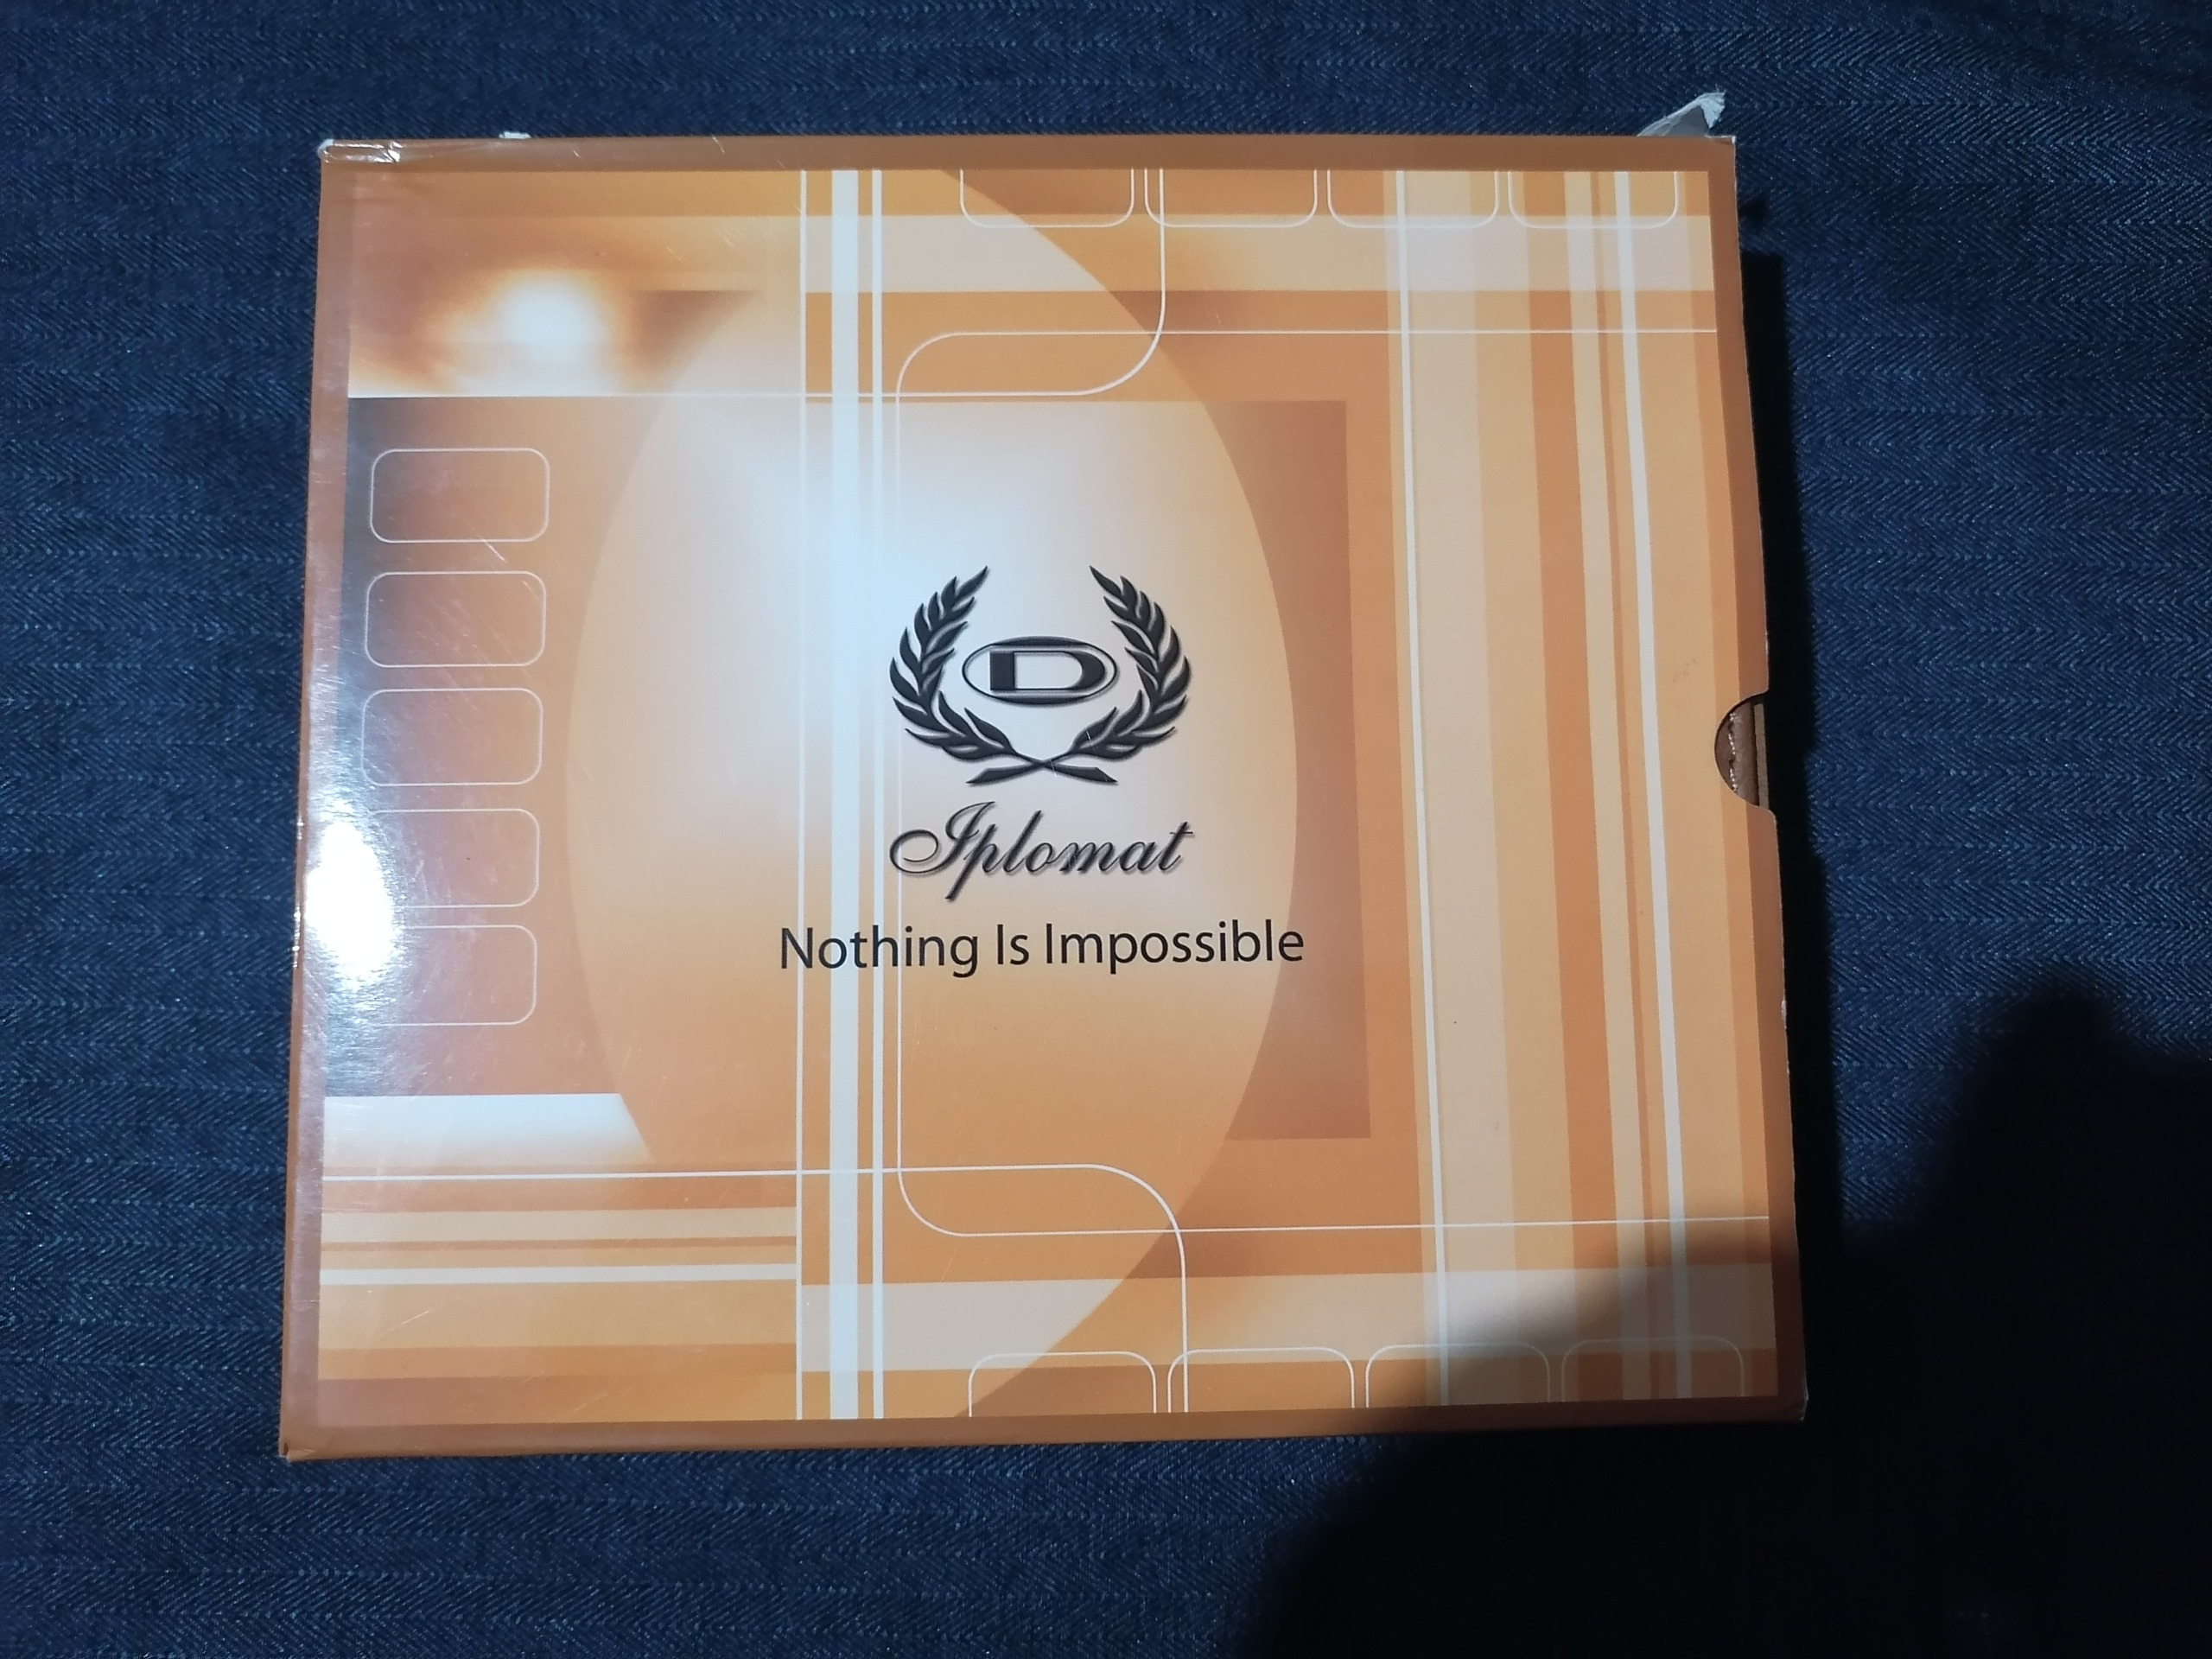 D
Iplomat
Nothing Is Impossible